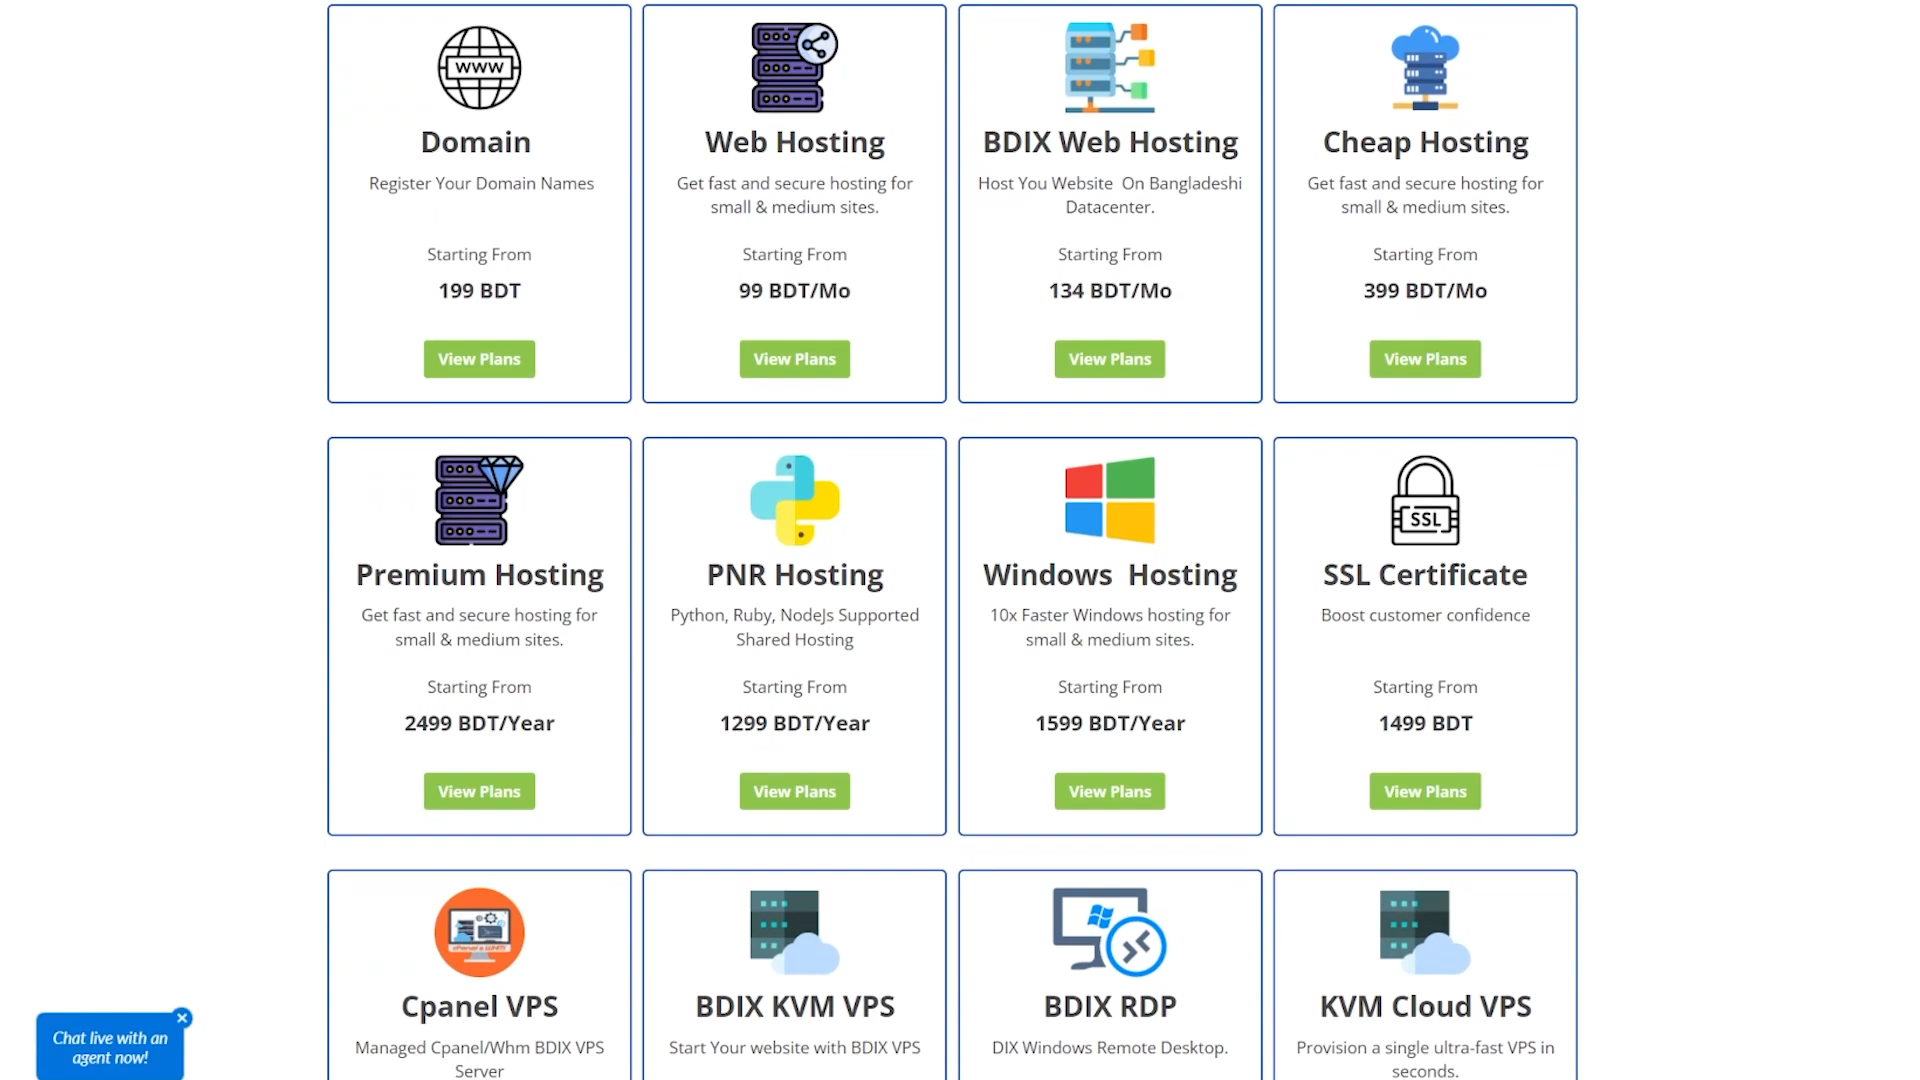 WWW
Domain
Register Your Domain Names
Starting From
199 BDT
View Plans
Web Hosting
Get fast and secure hosting for
small & medium sites.
Starting From
99 BDT/Mo
View Plans
BDIX Web Hosting
Host You Website On Bangladeshi
Datacenter.
Starting From
134 BDT/Mo
View Plans
Cheap Hosting
Get fast and secure hosting for
small & medium sites.
Starting From
399 BDT/Mo
View Plans
Premium Hosting
Get fast and secure hosting for
small & medium sites.
Starting From
2499 BDT/Year
View Plans
PNR Hosting
Python, Ruby, NodeJs Supported
Shared Hosting
Starting From
1299 BDT/Year
View Plans
Windows Hosting
10x Faster Windows hosting for
small & medium sites.
Starting From
1599 BDT/Year
View Plans
SSL
SSL Certificate
Boost customer confidence
Starting From
1499 BDT
View Plans
Cpanel VPS
Managed Cpanel/Whm BDIX VPS
Server
BDIX KVM VPS
Start Your website with BDIX VPS
BDIX RDP
DIX Windows Remote Desktop.
KVM Cloud VPS
Provision a single ultra-fast VPS in
seconds.
Chat live with an
agent now!